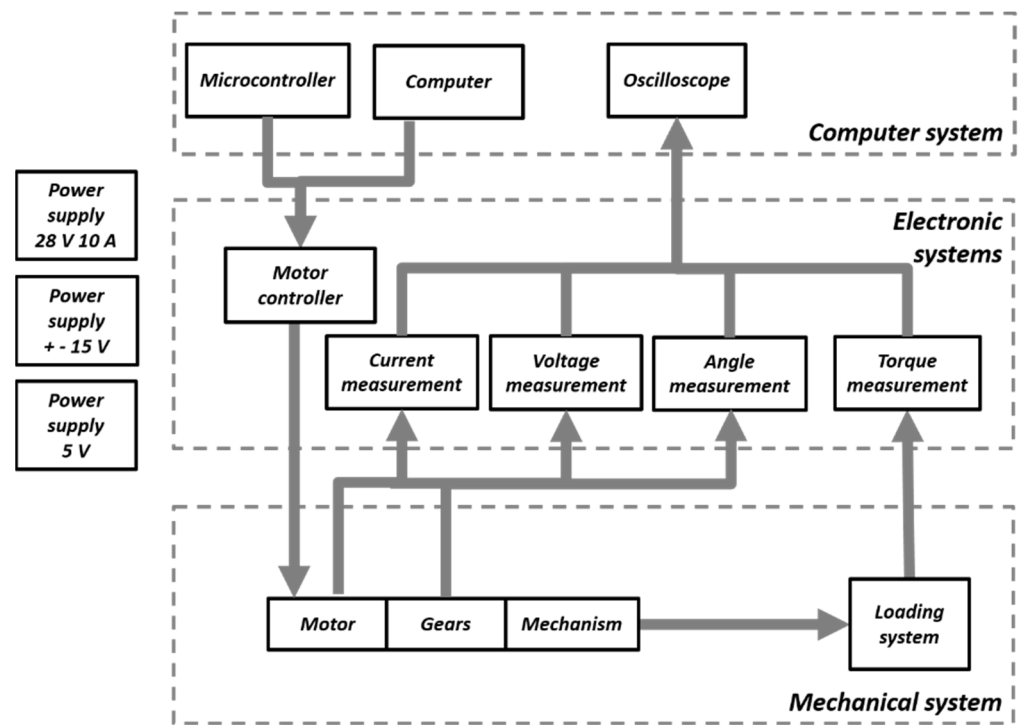 Microcontroller
Computer
Oscilloscope
Computer system
Power
supply
28 V 10 A
Power
supply
+ - 15 V
Power
supply
5 V
Electronic
systems
Motor
controller
Current
measurement
Voltage
measurement
Angle
measurement
Torque
measurement
Motor
Gears
Mechanism
Loading
system
Mechanical system